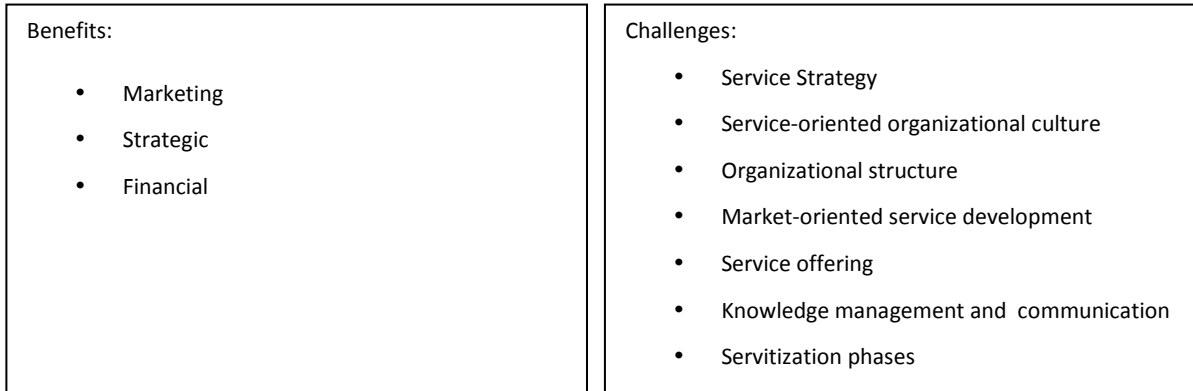 Benefits:
• Marketing
• Strategic
• Financial
Challenges:
• Service Strategy
• Service-oriented organizational culture
• Organizational structure
• Market-oriented service development
• Service offering
• Knowledge management and communication
• Servitization phases